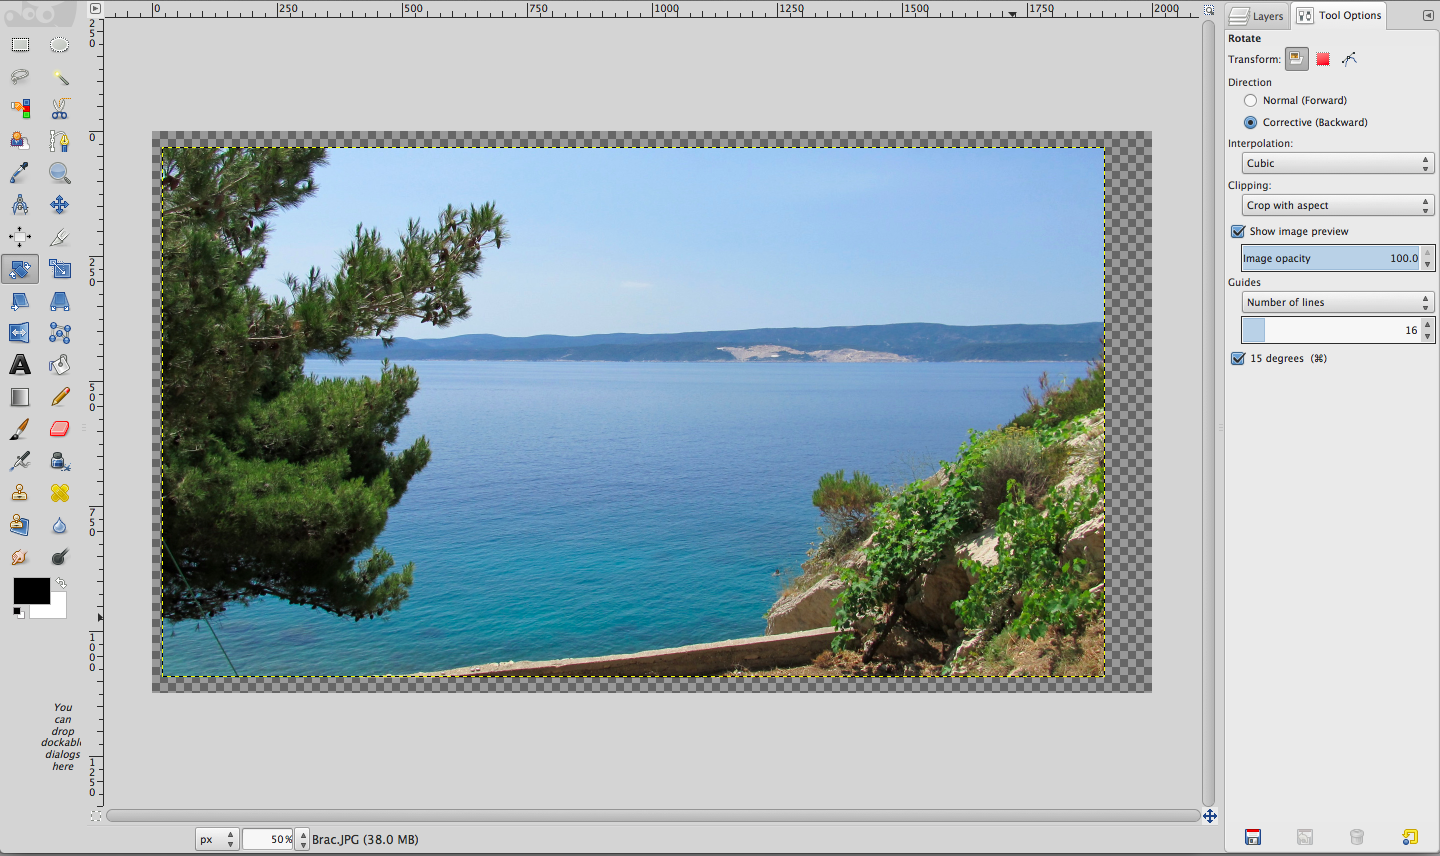 0
250
500
750
1000
1250
1500
1750
2000
Layers
Tool Options
Rotate
Transform:
Direction
Normal (Forward)
Corrective (Backward)
Interpolation:
Cubic
Clipping:
Crop with aspect
Show image preview
Image opacity 100.0
Guides
Number of lines
16
15 degrees (⌘)
250
0
250
500
750
1000
1250
You
can
drop
dockabl
dialogs
here
px
50%
Brac.JPG (38.0 MB)